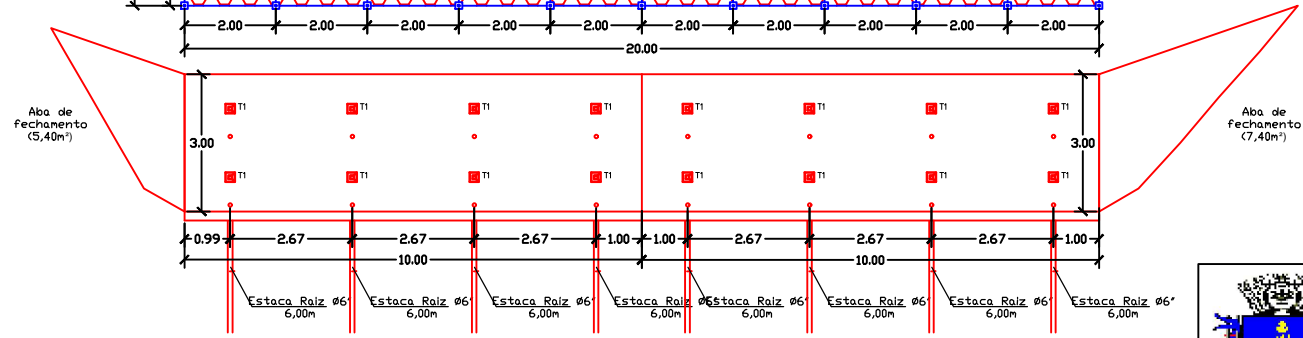 2.00 2.00 2.00 2.00 2.00 2.00 2.00 2.00 2.00 2.00
20.00
Aba de
fechamento
(5,40m²)
T1 T1 T1 T1 T1 T1 T1 T1
Aba de
fechamento
(7,40m²)
3.00 3.00
T1 T1 T1 T1 T1 T1 T1 T1
0.99 2.67 2.67 2.67 1.00 1.00 2.67 2.67 2.67 1.00
10.00 10.00
Estaca Raiz Ø6"
6,00m
Estaca Raiz Ø6"
6,00m
Estaca Raiz Ø6"
6,00m
Estaca Raiz Ø6"
6,00m
Estaca Raiz Ø6"
6,00m
Estaca Raiz Ø6"
6,00m
Estaca Raiz Ø6"
6,00m
Estaca Raiz Ø6"
6,00m